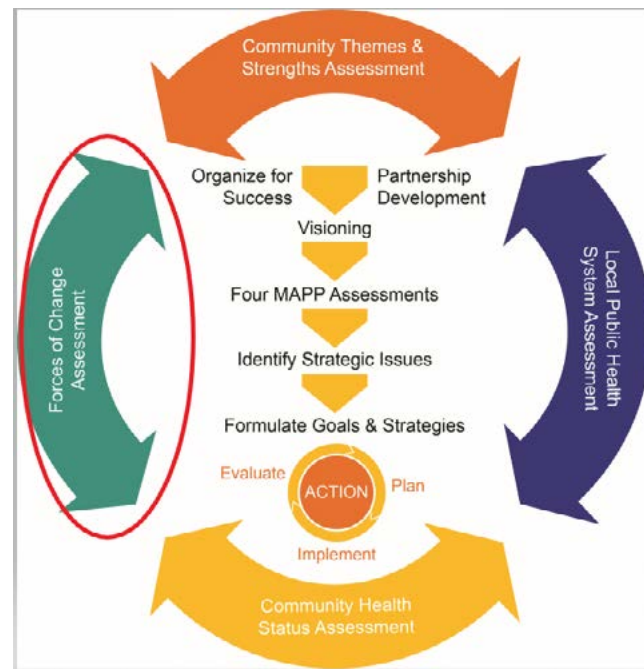 Community Themes &
Strengths Assessment
Organize for
Success
Partnership
Development
Visioning
Four MAPP Assessments
Identify Strategic Issues
Formulate Goals & Strategies
Evaluate
ACTION
Plan
Implement
Forces of Change
Assessment
Local Public Health
System Assessment
Community Health
Status Assessment